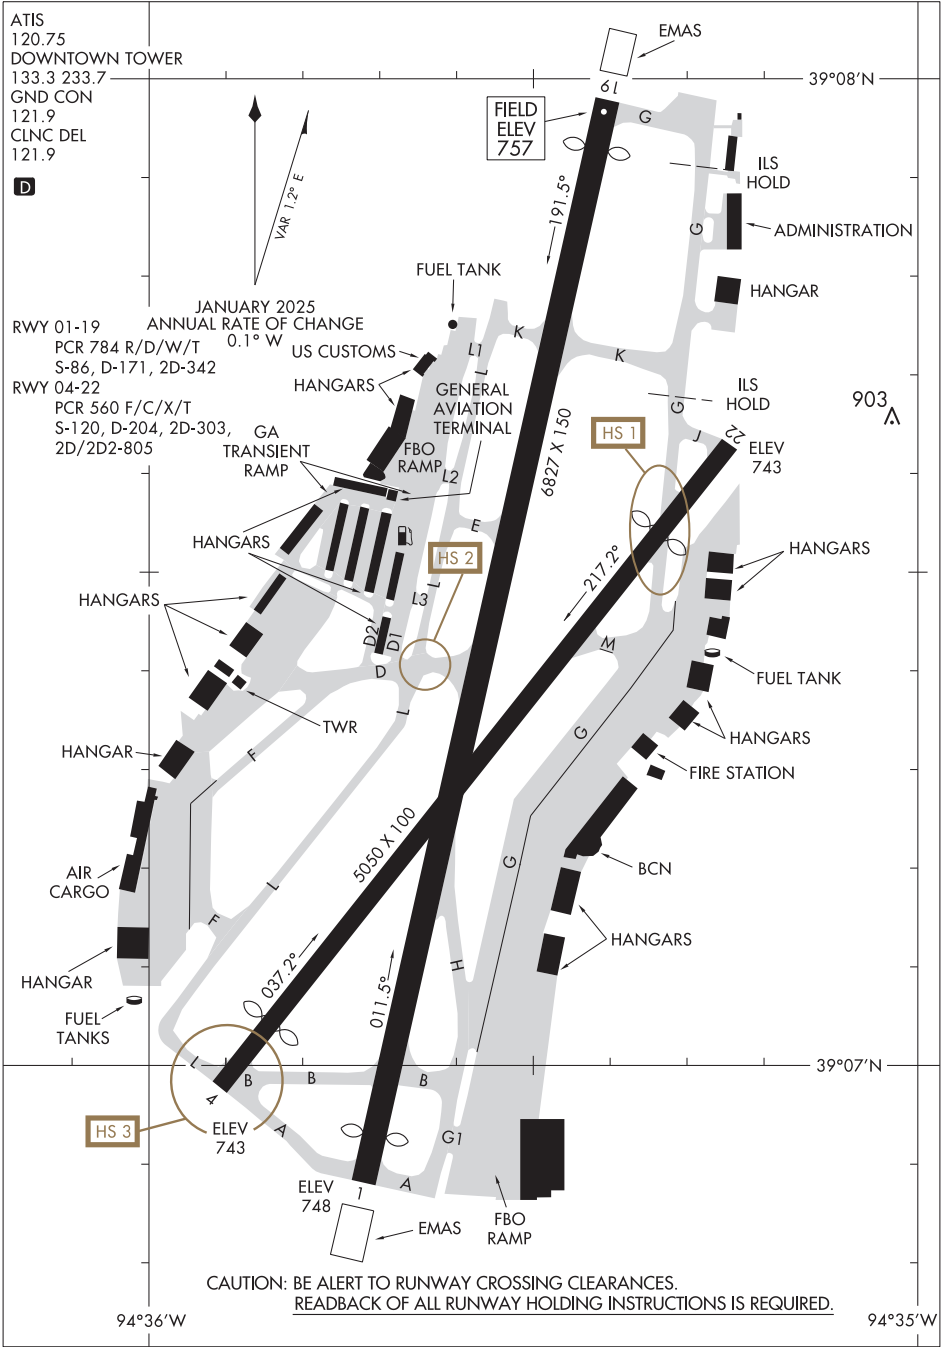 ATIS
120.75
DOWNTOWN TOWER
133.3 233.7
GND CON
121.9
CLNC DEL
121.9
D
EMAS
39°08'N
19
FIELD
ELEV
757
G
VAR 1.2° E
191.5°
ILS
HOLD
G
ADMINISTRATION
HANGAR
FUEL TANK
JANUARY 2025
ANNUAL RATE OF CHANGE
0.1° W
RWY 01-19
PCR 784 R/D/W/T
S-86, D-171, 2D-342
RWY 04-22
PCR 560 F/C/X/T
S-120, D-204, 2D-303,
2D/2D2-805
US CUSTOMS
HANGARS
L1
L
K
K
GENERAL
AVIATION
TERMINAL
ILS
HOLD
G
903
GA
TRANSIENT
RAMP
FBO
RAMP
L2
6827 X 150
HS 1
J
22
ELEV
743
E
HANGARS
HS 2
217.2°
HANGARS
L
L3
HANGARS
D2
D1
D
M
FUEL TANK
TWR
L
G
HANGARS
HANGAR
F
FIRE STATION
5050 X 100
G
BCN
AIR
CARGO
L
F
HANGARS
HANGAR
037.2°
011.5°
H
FUEL
TANKS
39°07'N
L
B
B
B
4
HS 3
ELEV
743
A
G1
ELEV
748
1
A
FBO
RAMP
EMAS
CAUTION: BE ALERT TO RUNWAY CROSSING CLEARANCES.
READBACK OF ALL RUNWAY HOLDING INSTRUCTIONS IS REQUIRED.
94°36'W
94°35'W